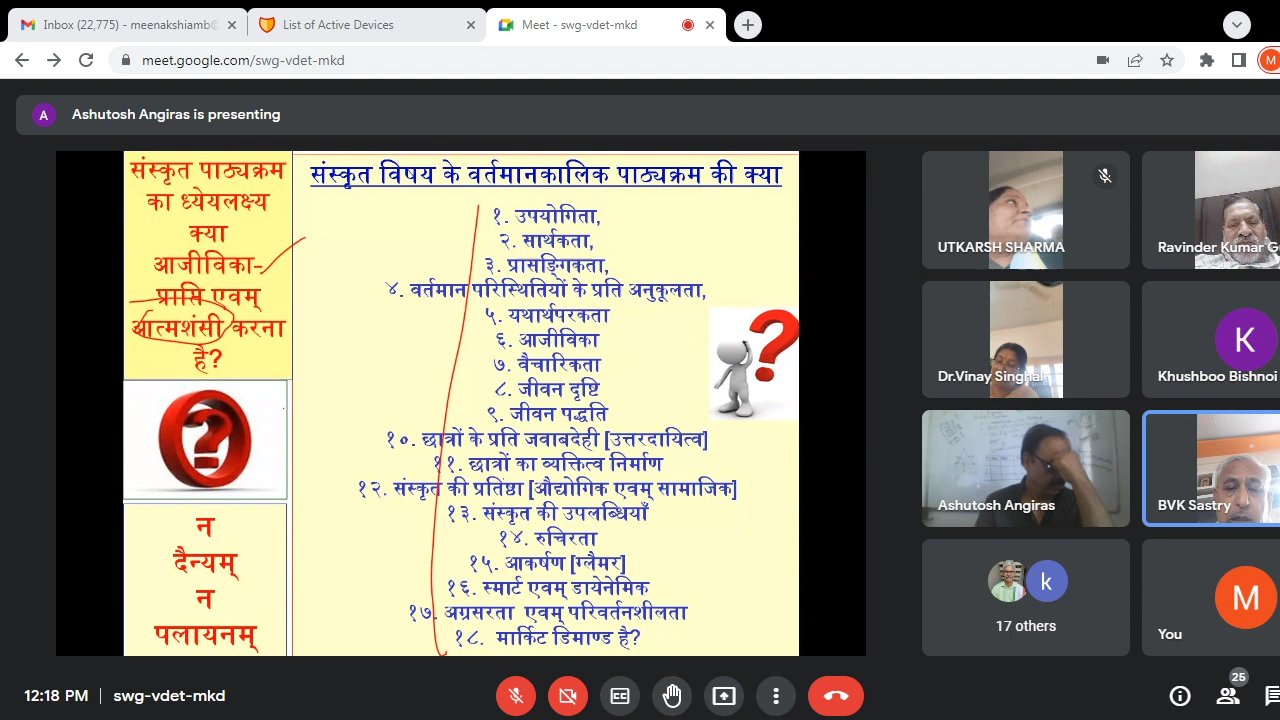 Inbox (22,775) - meenakshiamb@
List of Active Devices
Meet - swg-vdet-mkd
meet.google.com/swg-vdet-mkd
M
A
Ashutosh Angiras is presenting
संस्कृत पाठ्यक्रम
का ध्येयलक्ष्य
क्या
आजीविका-
प्राप्ति एवम्
आत्मशंसी करना
है?
न
दैन्यम्
न
पलायनम्
संस्कृत विषय के वर्तमानकालिक पाठ्यक्रम की क्या
१. उपयोगिता,
२. सार्थकता,
३. प्रासङ्गिकता,
४. वर्तमान परिस्थितियों के प्रति अनुकूलता,
५. यथार्थपरकता
६. आजीविका
७. वैचारिकता
८. जीवन दृष्टि
९. जीवन पद्धति
१०. छात्रों के प्रति जवाबदेही [उत्तरदायित्व]
११. छात्रों का व्यक्तित्व निर्माण
१२. संस्कृत की प्रतिष्ठा [औद्योगिक एवम् सामाजिक]
१३. संस्कृत की उपलब्धियाँ
१४. रुचिरता
१५. आकर्षण [ग्लैमर]
१६. स्मार्ट एवम् डायेनेमिक
१७. अग्रसरता एवम् परिवर्तनशीलता
१८. मार्किट डिमाण्ड है?
UTKARSH SHARMA
Ravinder Kumar G
Dr.Vinay Singhal
K
Khushboo Bishnoi
Ashutosh Angiras
BVK Sastry
k
17 others
M
You
12:18 PM | swg-vdet-mkd
CC
25